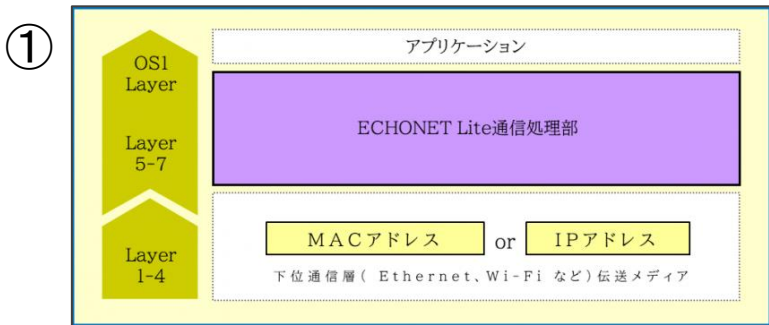 ①
OS1
Layer
Layer
5-7
Layer
1-4
アプリケーション
ECHONET Lite通信処理部
MACアドレス or IPアドレス
下位通信層( Ethernet、Wi-Fi など)伝送メディア